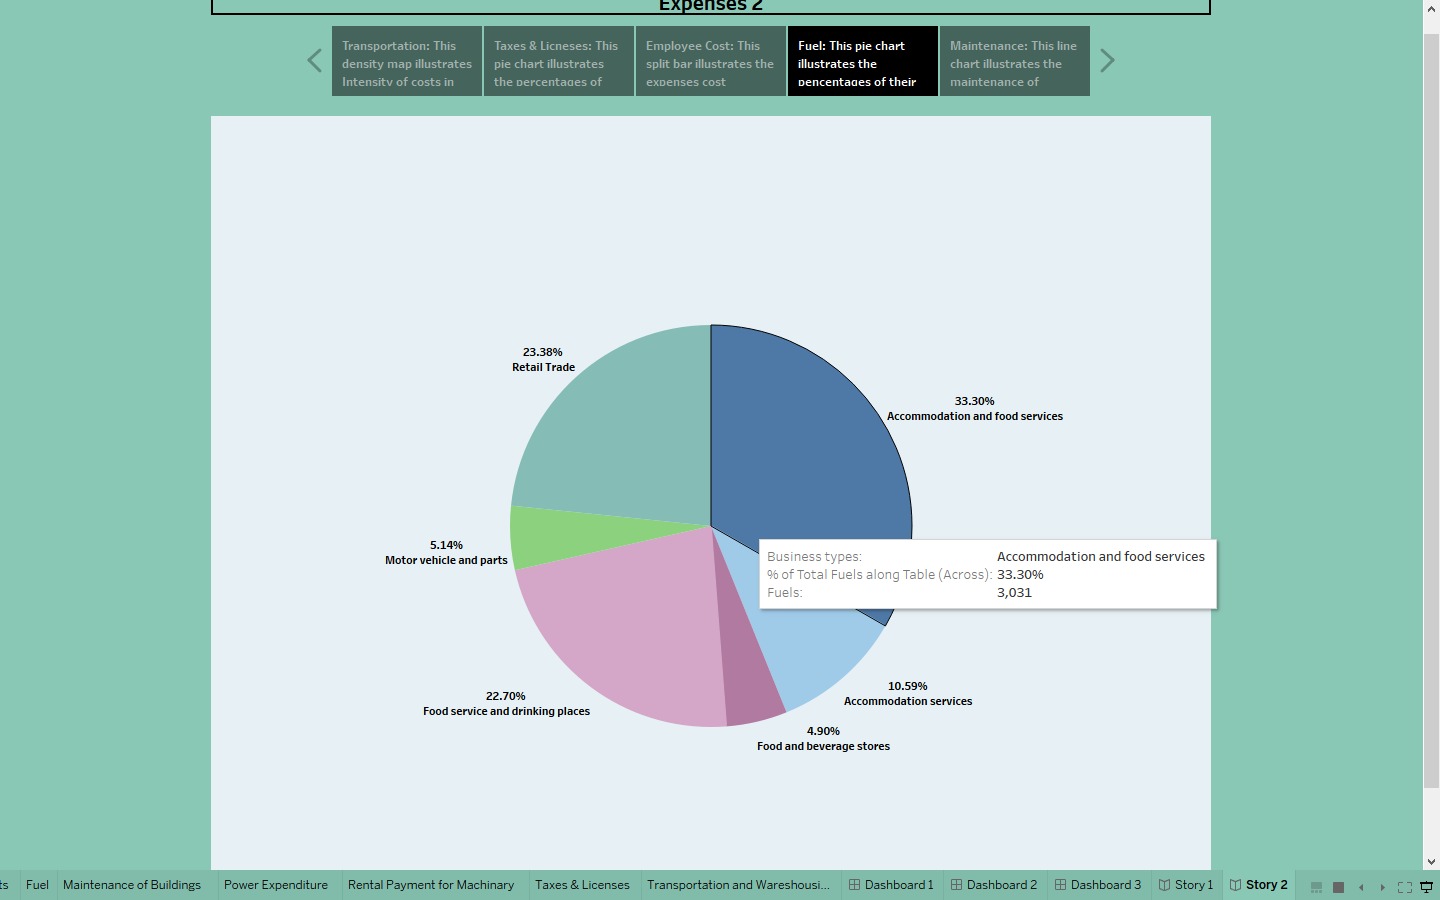 Expenses 2
Transportation: This
density map illustrates
Intensity of costs in
Taxes & Licneses: This
pie chart illustrates
the percentages of
Employee Cost: This
split bar illustrates the
expenses cost
Fuel: This pie chart
illustrates the
pencentages of their
Maintenance: This line
chart illustrates the
maintenance of
23.38%
Retail Trade
33.30%
Accommodation and food services
5.14%
Motor vehicle and parts
Business types: Accommodation and food services
% of Total Fuels along Table (Across): 33.30%
Fuels: 3,031
10.59%
Accommodation services
22.70%
Food service and drinking places
4.90%
Food and beverage stores
ts Fuel Maintenance of Buildings Power Expenditure Rental Payment for Machinary Taxes & Licenses Transportation and Warehousi... Dashboard 1 Dashboard 2 Dashboard 3 Story 1 Story 2